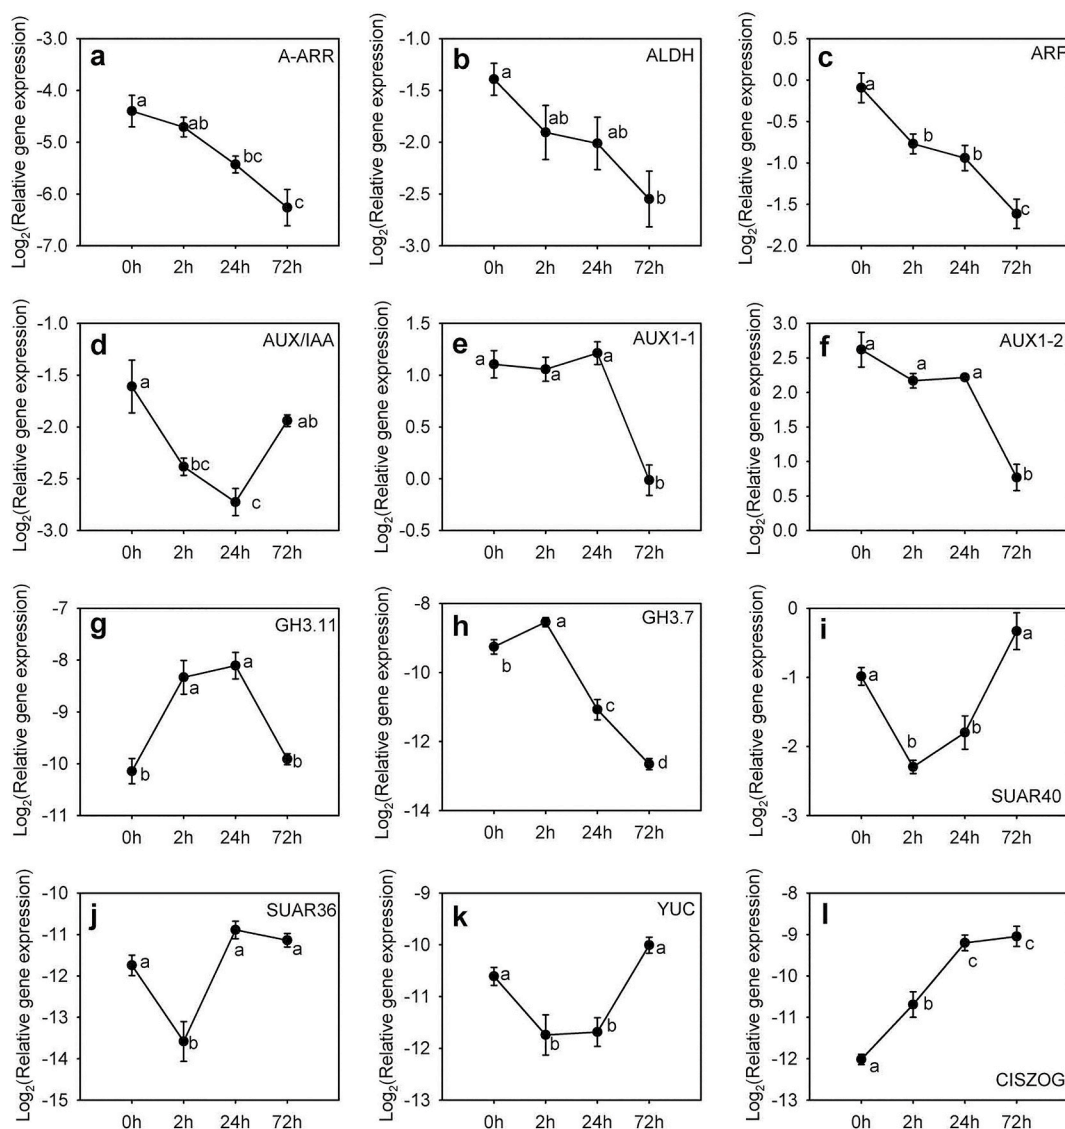 a
A-ARR
Log2(Relative gene expression)
-3.0
-4.0
-5.0
-6.0
-7.0
a
ab
bc
c
0h 2h 24h 72h
b
ALDH
Log2(Relative gene expression)
-1.0
-1.5
-2.0
-2.5
-3.0
a
ab
ab
b
0h 2h 24h 72h
c
ARF
Log2(Relative gene expression)
0.5
0.0
-0.5
-1.0
-1.5
-2.0
a
b
b
c
0h 2h 24h 72h
d
AUX/IAA
Log2(Relative gene expression)
-1.0
-1.5
-2.0
-2.5
-3.0
a
bc
c
ab
0h 2h 24h 72h
e
AUX1-1
Log2(Relative gene expression)
1.5
1.0
0.5
0.0
-0.5
a
a
a
b
0h 2h 24h 72h
f
AUX1-2
Log2(Relative gene expression)
3.0
2.5
2.0
1.5
1.0
0.5
0.0
a
a
a
b
0h 2h 24h 72h
g
GH3.11
Log2(Relative gene expression)
-7
-8
-9
-10
-11
b
a
a
b
0h 2h 24h 72h
h
GH3.7
Log2(Relative gene expression)
-8
-10
-12
-14
b
a
c
d
0h 2h 24h 72h
i
SUAR40
Log2(Relative gene expression)
0
-1
-2
-3
a
b
b
a
0h 2h 24h 72h
j
SUAR36
Log2(Relative gene expression)
-10
-11
-12
-13
-14
-15
a
b
a
a
0h 2h 24h 72h
k
YUC
Log2(Relative gene expression)
-9
-10
-11
-12
-13
a
b
b
a
0h 2h 24h 72h
l
CISZOG
Log2(Relative gene expression)
-8
-9
-10
-11
-12
-13
a
b
c
c
0h 2h 24h 72h